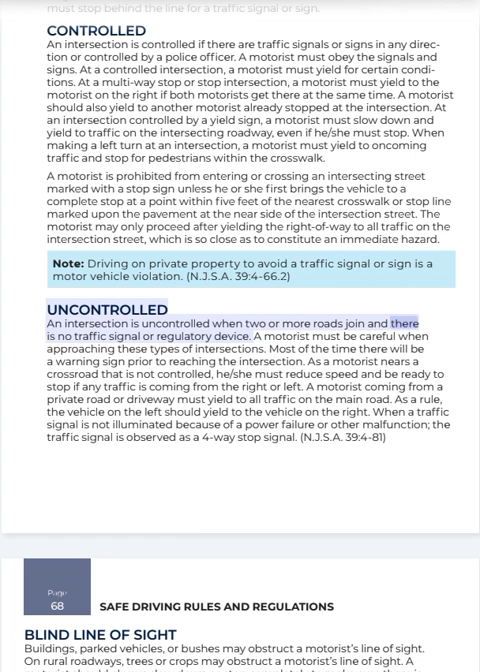 must stop behind the line for a traffic signal or sign.
CONTROLLED
An intersection is controlled if there are traffic signals or signs in any direc-
tion or controlled by a police officer. A motorist must obey the signals and
signs. At a controlled intersection, a motorist must yield for certain condi-
tions. At a multi-way stop or stop intersection, a motorist must yield to the
motorist on the right if both motorists get there at the same time. A motorist
should also yield to another motorist already stopped at the intersection. At
an intersection controlled by a yield sign, a motorist must slow down and
yield to traffic on the intersecting roadway, even if he/she must stop. When
making a left turn at an intersection, a motorist must yield to oncoming
traffic and stop for pedestrians within the crosswalk.
A motorist is prohibited from entering or crossing an intersecting street
marked with a stop sign unless he or she first brings the vehicle to a
complete stop at a point within five feet of the nearest crosswalk or stop line
marked upon the pavement at the near side of the intersection street. The
motorist may only proceed after yielding the right-of-way to all traffic on the
intersection street, which is so close as to constitute an immediate hazard.
Note: Driving on private property to avoid a traffic signal or sign is a
motor vehicle violation. (N.J.S.A. 39:4-66.2)
UNCONTROLLED
An intersection is uncontrolled when two or more roads join and there
is no traffic signal or regulatory device. A motorist must be careful when
approaching these types of intersections. Most of the time there will be
a warning sign prior to reaching the intersection. As a motorist nears a
crossroad that is not controlled, he/she must reduce speed and be ready to
stop if any traffic is coming from the right or left. A motorist coming from a
private road or driveway must yield to all traffic on the main road. As a rule,
the vehicle on the left should yield to the vehicle on the right. When a traffic
signal is not illuminated because of a power failure or other malfunction; the
traffic signal is observed as a 4-way stop signal. (N.J.S.A. 39:4-81)
Page
68
SAFE DRIVING RULES AND REGULATIONS
BLIND LINE OF SIGHT
Buildings, parked vehicles, or bushes may obstruct a motorist's line of sight.
On rural roadways, trees or crops may obstruct a motorist's line of sight. A